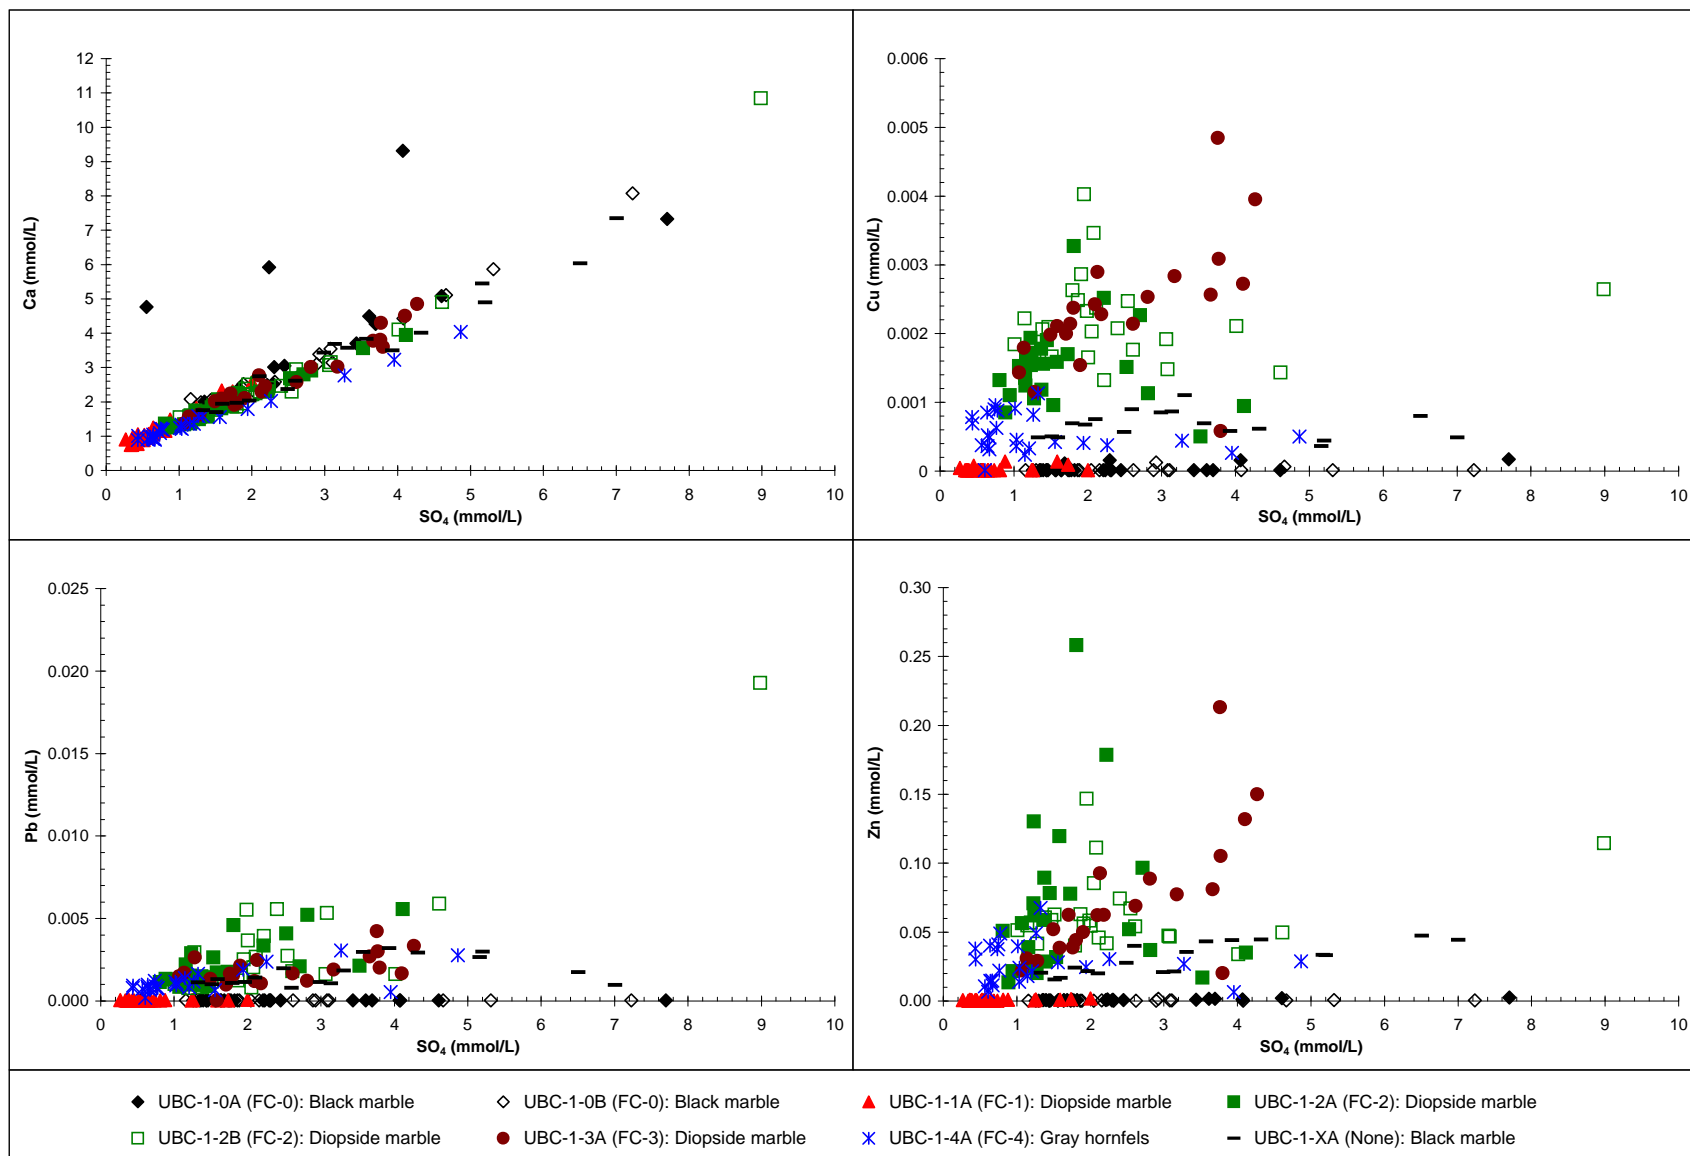 12
11
10
9
8
7
6
5
4
3
2
1
0
Ca (mmol/L)
0 1 2 3 4 5 6 7 8 9 10
SO₄ (mmol/L)
0.006
0.005
0.004
0.003
0.002
0.001
0
Cu (mmol/L)
0 1 2 3 4 5 6 7 8 9 10
SO₄ (mmol/L)
0.025
0.020
0.015
0.010
0.005
0.000
Pb (mmol/L)
0 1 2 3 4 5 6 7 8 9 10
SO₄ (mmol/L)
0.30
0.25
0.20
0.15
0.10
0.05
0.00
Zn (mmol/L)
0 1 2 3 4 5 6 7 8 9 10
SO₄ (mmol/L)
UBC-1-0A (FC-0): Black marble
UBC-1-0B (FC-0): Black marble
UBC-1-1A (FC-1): Diopside marble
UBC-1-2A (FC-2): Diopside marble
UBC-1-2B (FC-2): Diopside marble
UBC-1-3A (FC-3): Diopside marble
UBC-1-4A (FC-4): Gray hornfels
UBC-1-XA (None): Black marble